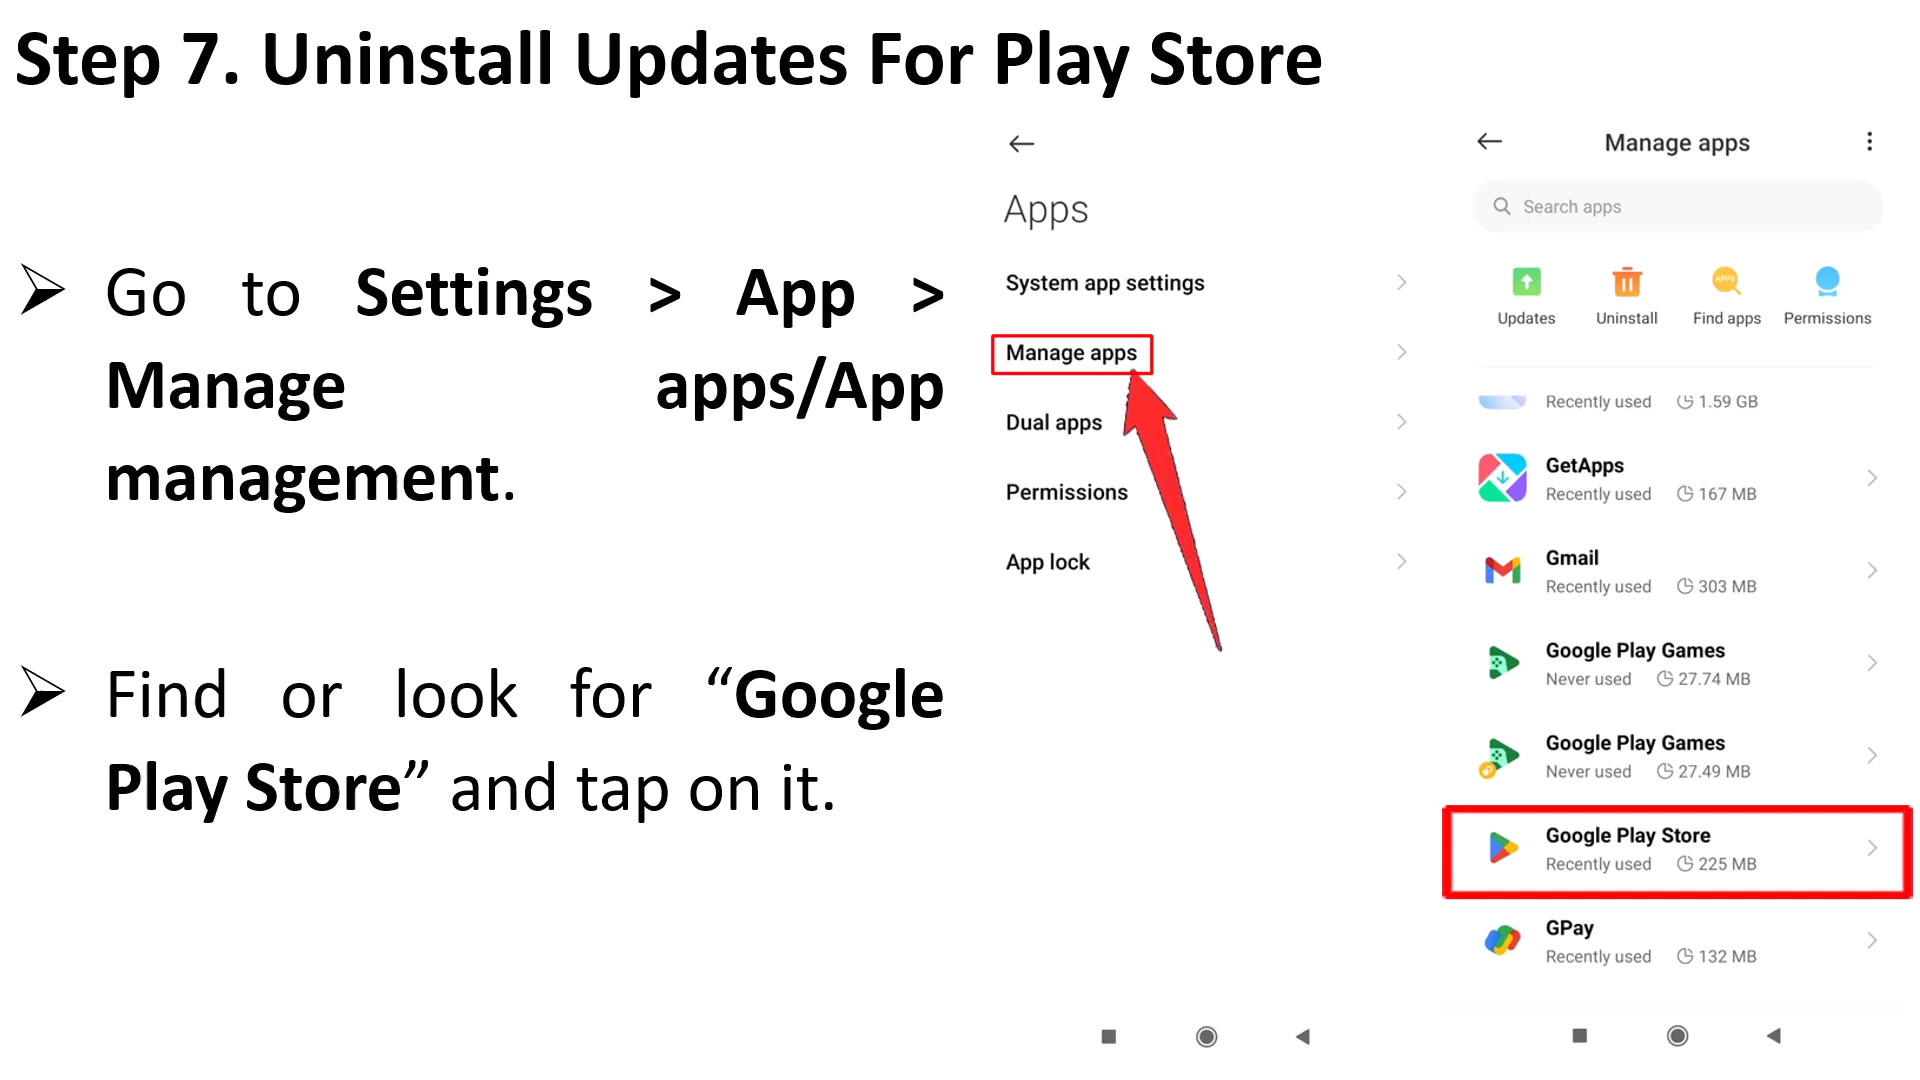 Step 7. Uninstall Updates For Play Store
Go to Settings > App >
Manage apps/App
management.
Find or look for “Google
Play Store” and tap on it.
Apps
System app settings
Manage apps
Dual apps
Permissions
App lock
Manage apps
Search apps
Updates Uninstall Find apps Permissions
Recently used 1.59 GB
GetApps
Recently used 167 MB
Gmail
Recently used 303 MB
Google Play Games
Never used 27.74 MB
Google Play Games
Never used 27.49 MB
Google Play Store
Recently used 225 MB
GPay
Recently used 132 MB